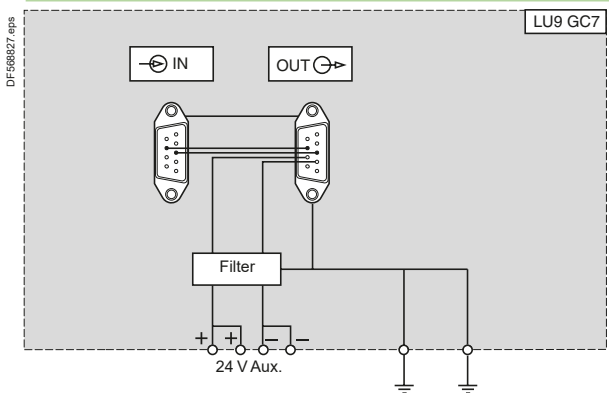 LU9 GC7
DF568827.eps
IN
OUT
Filter
+ + – –
24 V Aux.